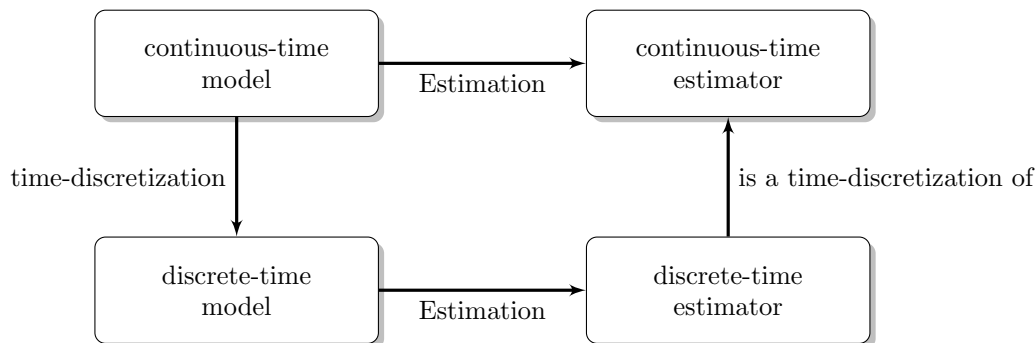 continuous-time
model
Estimation
continuous-time
estimator
time-discretization
is a time-discretization of
discrete-time
model
Estimation
discrete-time
estimator